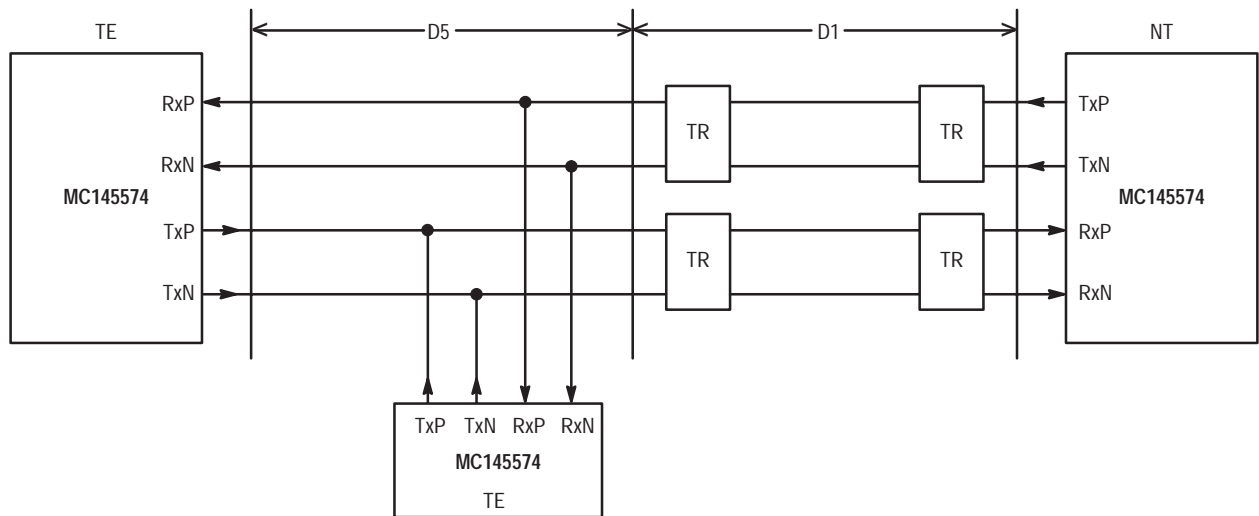 TE D5 D1 NT
RxP TxP
TR TR
RxN TxN
MC145574 MC145574
TxP RxP
TR TR
TxN RxN
TxP TxN RxP RxN
MC145574
TE